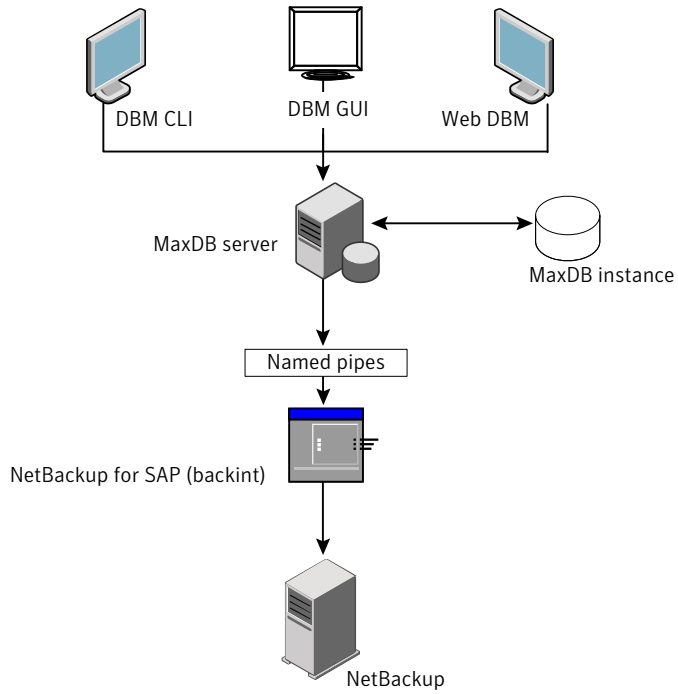 DBM CLI
DBM GUI
Web DBM
MaxDB server
MaxDB instance
Named pipes
NetBackup for SAP (backint)
NetBackup